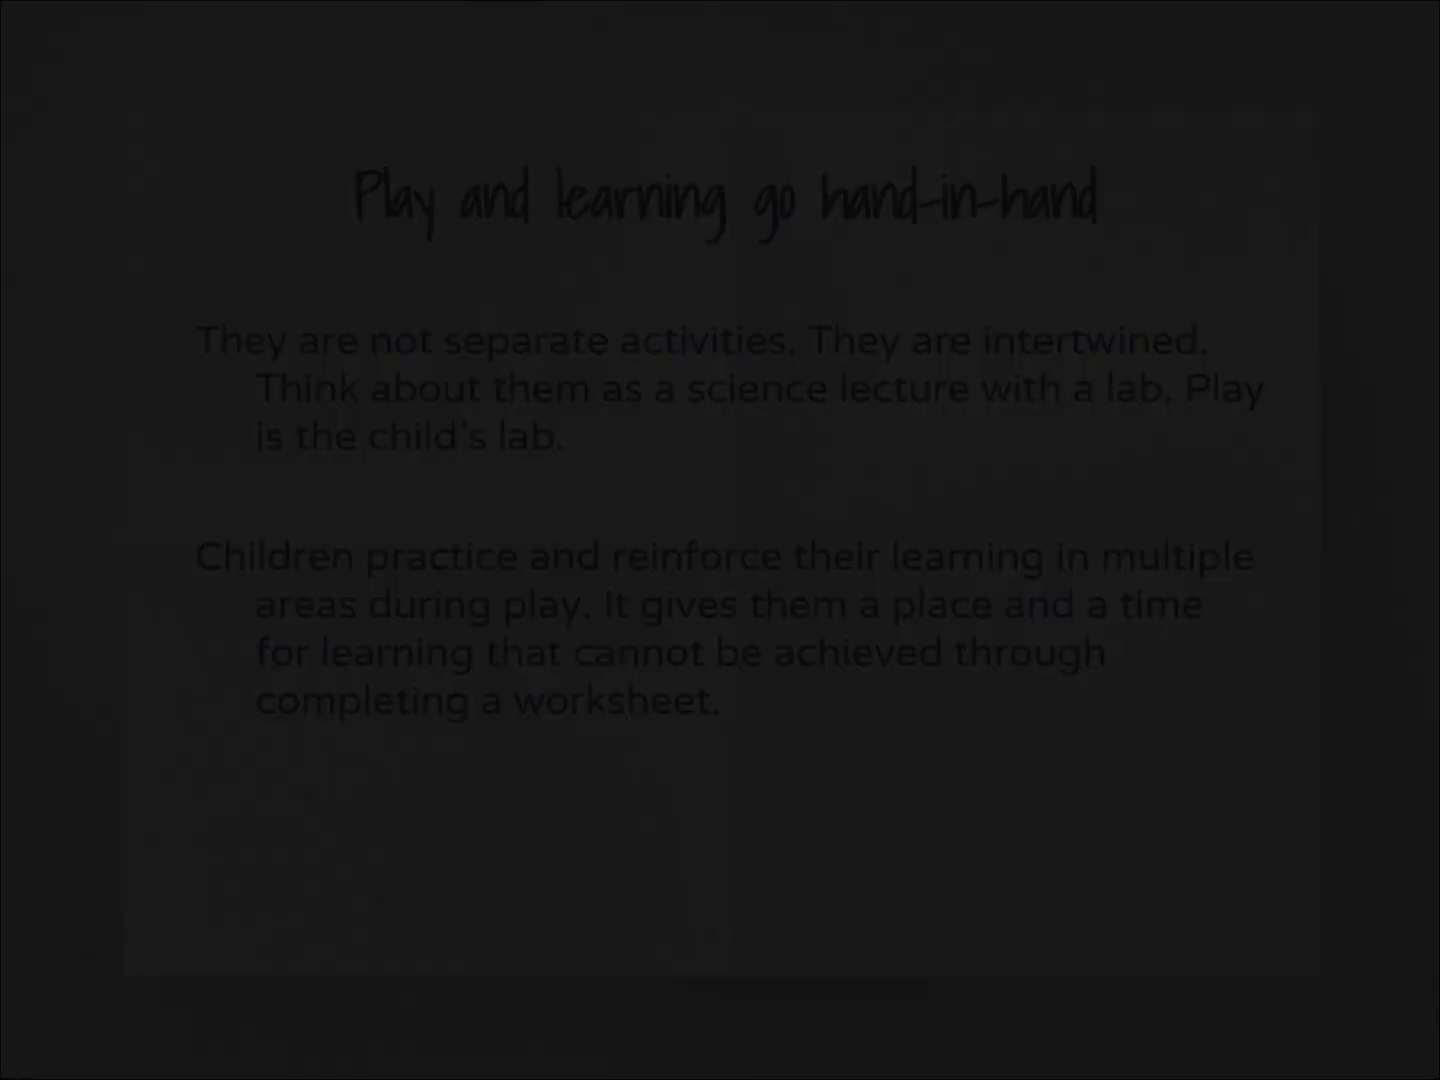 Play and learning go hand-in-hand
They are not separate activities. They are intertwined.
Think about them as a science lecture with a lab. Play
is the child's lab.
Children practice and reinforce their learning in multiple
areas during play. It gives them a place and a time
for learning that cannot be achieved through
completing a worksheet.